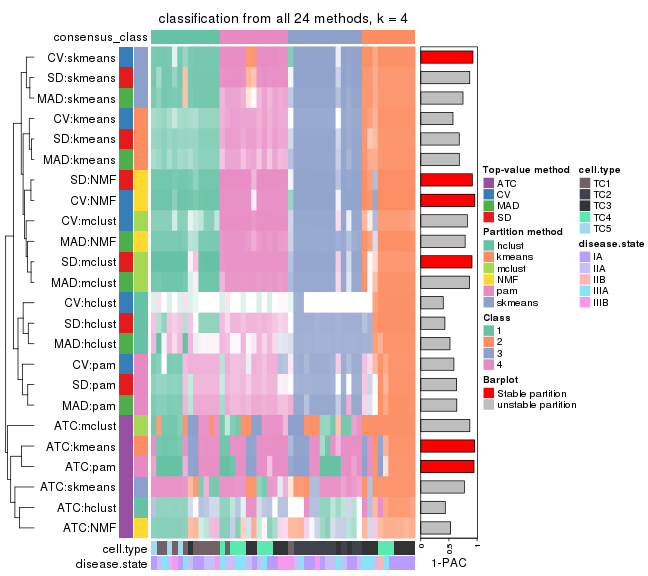 classification from all 24 methods, k = 4
consensus_class
CV:skmeans
SD:skmeans
MAD:skmeans
CV:kmeans
SD:kmeans
MAD:kmeans
SD:NMF
CV:NMF
CV:mclust
MAD:NMF
SD:mclust
MAD:mclust
CV:hclust
SD:hclust
MAD:hclust
CV:pam
SD:pam
MAD:pam
ATC:mclust
ATC:kmeans
ATC:pam
ATC:skmeans
ATC:hclust
ATC:NMF
cell.type
disease.state
0
0.5
1
1-PAC
Top-value method
ATC
CV
MAD
SD
Partition method
hclust
kmeans
mclust
NMF
pam
skmeans
Class
1
2
3
4
Barplot
Stable partition
unstable partition
cell.type
TC1
TC2
TC3
TC4
TC5
disease.state
IA
IIA
IIB
IIIA
IIIB